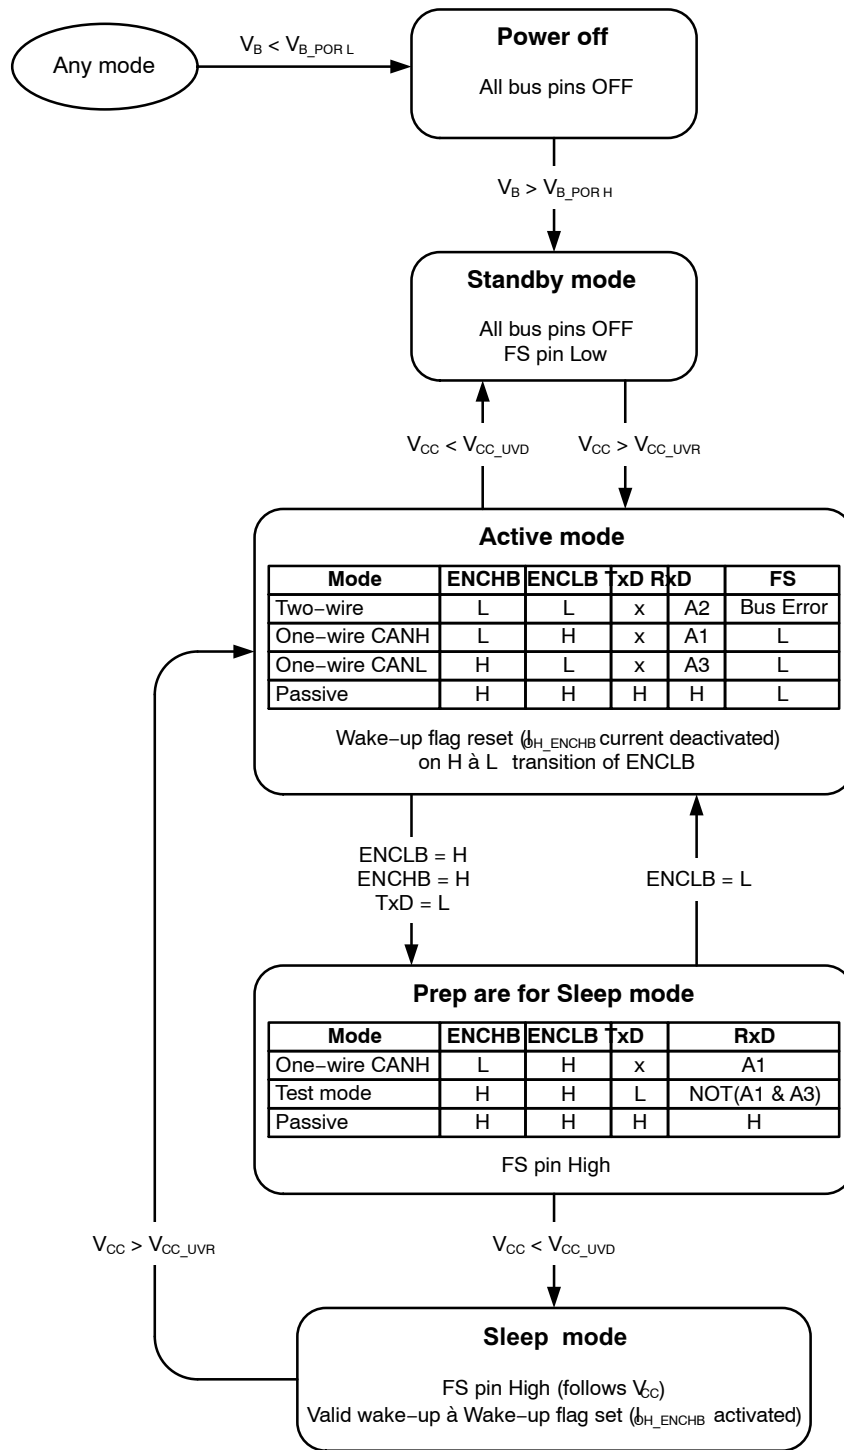 Any mode
V_B < V_B_POR L
Power off
All bus pins OFF
V_B > V_B_POR H
Standby mode
All bus pins OFF
FS pin Low
V_CC < V_CC_UVD
V_CC > V_CC_UVR
Active mode
Mode ENCHB ENCLB TxD RxD FS
Two−wire L L x A2 Bus Error
One−wire CANH L H x A1 L
One−wire CANL H L x A3 L
Passive H H H H L
Wake−up flag reset (I_OH_ENCHB current deactivated)
on H à L transition of ENCLB
ENCLB = H
ENCHB = H
TxD = L
ENCLB = L
Prep are for Sleep mode
Mode ENCHB ENCLB TxD RxD
One−wire CANH L H x A1
Test mode H H L NOT(A1 & A3)
Passive H H H H
FS pin High
V_CC > V_CC_UVR
V_CC < V_CC_UVD
Sleep mode
FS pin High (follows V_CC)
Valid wake−up à Wake−up flag set (I_OH_ENCHB activated)